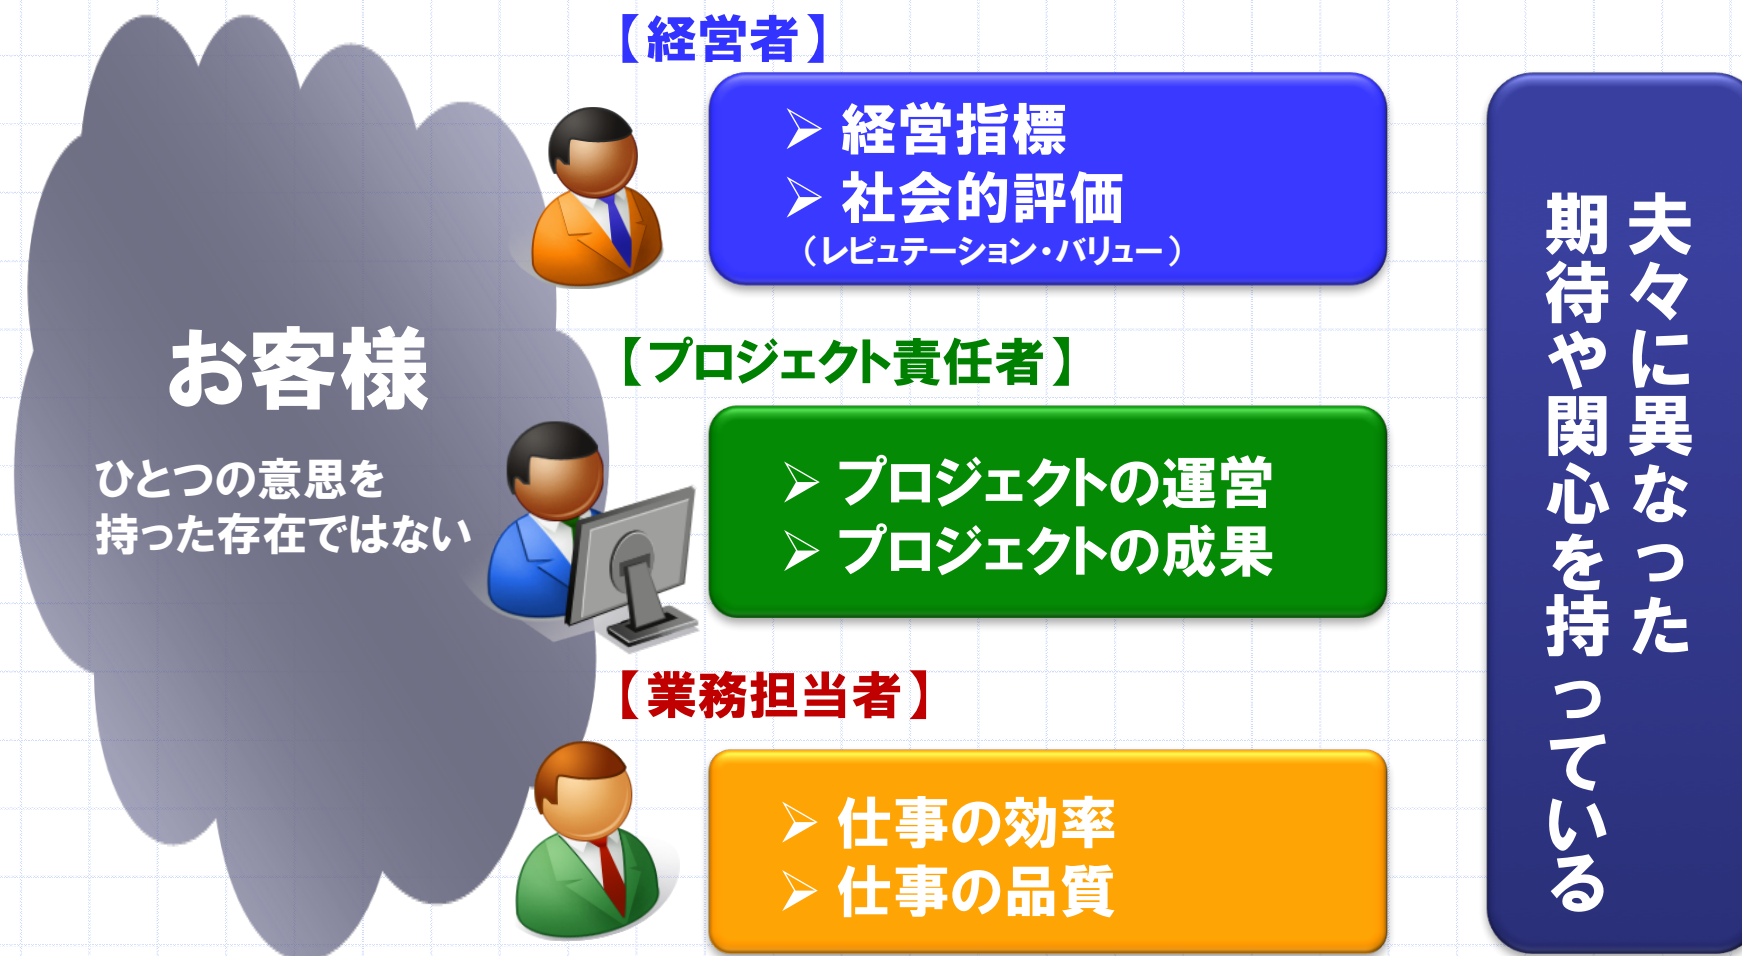 【経営者】
➢ 経営指標
➢ 社会的評価
（レピュテーション・バリュー）
お客様
ひとつの意思を
持った存在ではない
【プロジェクト責任者】
➢ プロジェクトの運営
➢ プロジェクトの成果
【業務担当者】
➢ 仕事の効率
➢ 仕事の品質
夫々に異なった
期待や関心を持っている